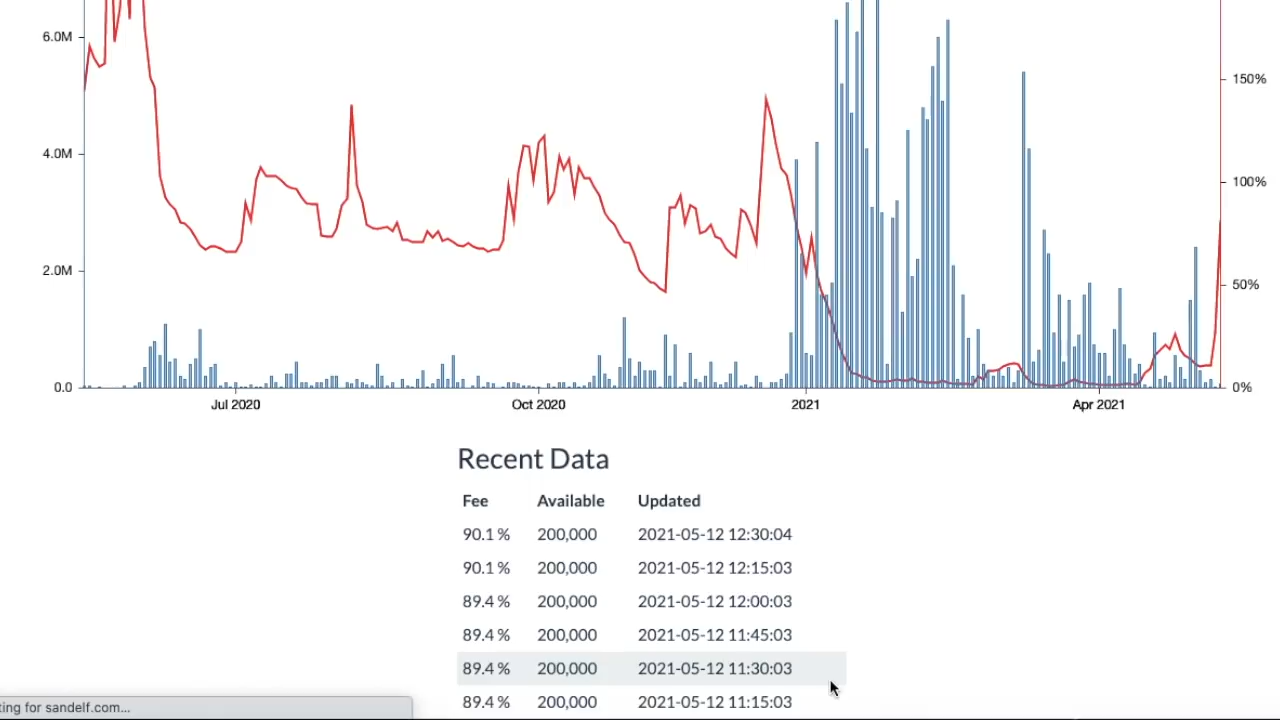 6.0M
150%
4.0M
100%
2.0M
50%
0.0
0%
Jul 2020 Oct 2020 2021 Apr 2021
Recent Data
Fee Available Updated
90.1 % 200,000 2021-05-12 12:30:04
90.1 % 200,000 2021-05-12 12:15:03
89.4 % 200,000 2021-05-12 12:00:03
89.4 % 200,000 2021-05-12 11:45:03
89.4 % 200,000 2021-05-12 11:30:03
89.4 % 200,000 2021-05-12 11:15:03
ting for sandelf.com...